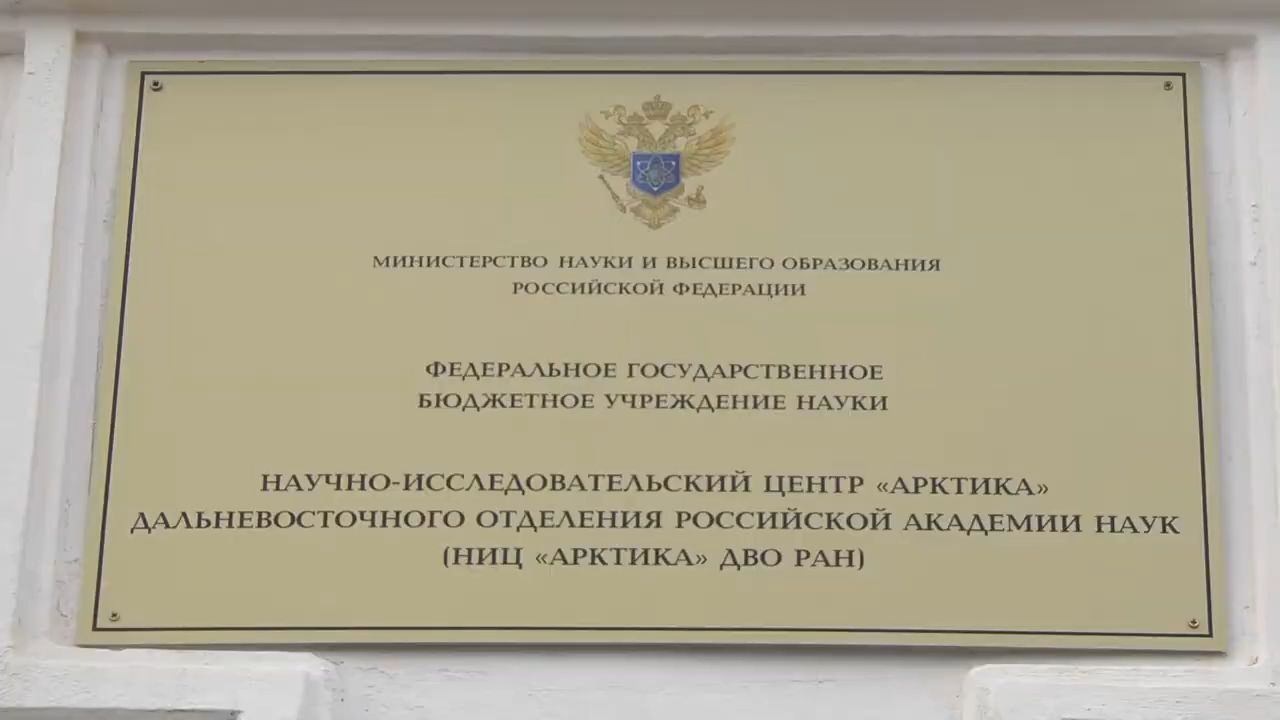 МИНИСТЕРСТВО НАУКИ И ВЫСШЕГО ОБРАЗОВАНИЯ
РОССИЙСКОЙ ФЕДЕРАЦИИ
ФЕДЕРАЛЬНОЕ ГОСУДАРСТВЕННОЕ
БЮДЖЕТНОЕ УЧРЕЖДЕНИЕ НАУКИ
НАУЧНО-ИССЛЕДОВАТЕЛЬСКИЙ ЦЕНТР «АРКТИКА»
ДАЛЬНЕВОСТОЧНОГО ОТДЕЛЕНИЯ РОССИЙСКОЙ АКАДЕМИИ НАУК
(НИЦ «АРКТИКА» ДВО РАН)